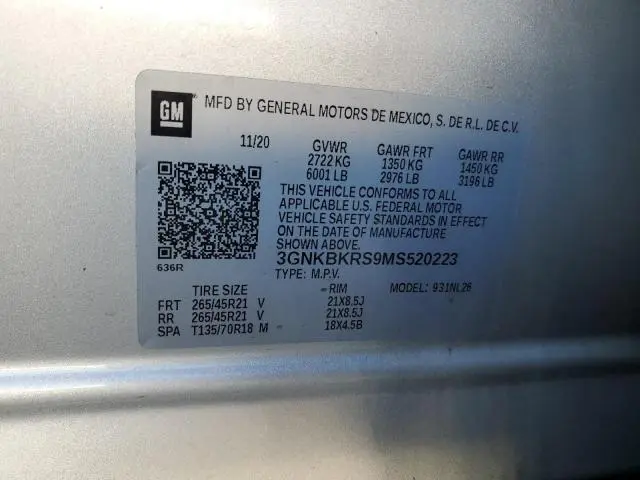 GM MFD BY GENERAL MOTORS DE MEXICO, S. DE R.L. DE C.V.
11/20 GVWR GAWR FRT GAWR RR
2722 KG 1350 KG 1450 KG
6001 LB 2976 LB 3196 LB
THIS VEHICLE CONFORMS TO ALL
APPLICABLE U.S. FEDERAL MOTOR
VEHICLE SAFETY STANDARDS IN EFFECT
ON THE DATE OF MANUFACTURE
SHOWN ABOVE.
636R 3GNKBKRS9MS520223
TYPE: M.P.V. MODEL: 931NL26
TIRE SIZE RIM
FRT 265/45R21 V 21X8.5J
RR 265/45R21 V 21X8.5J
SPA T135/70R18 M 18X4.5B